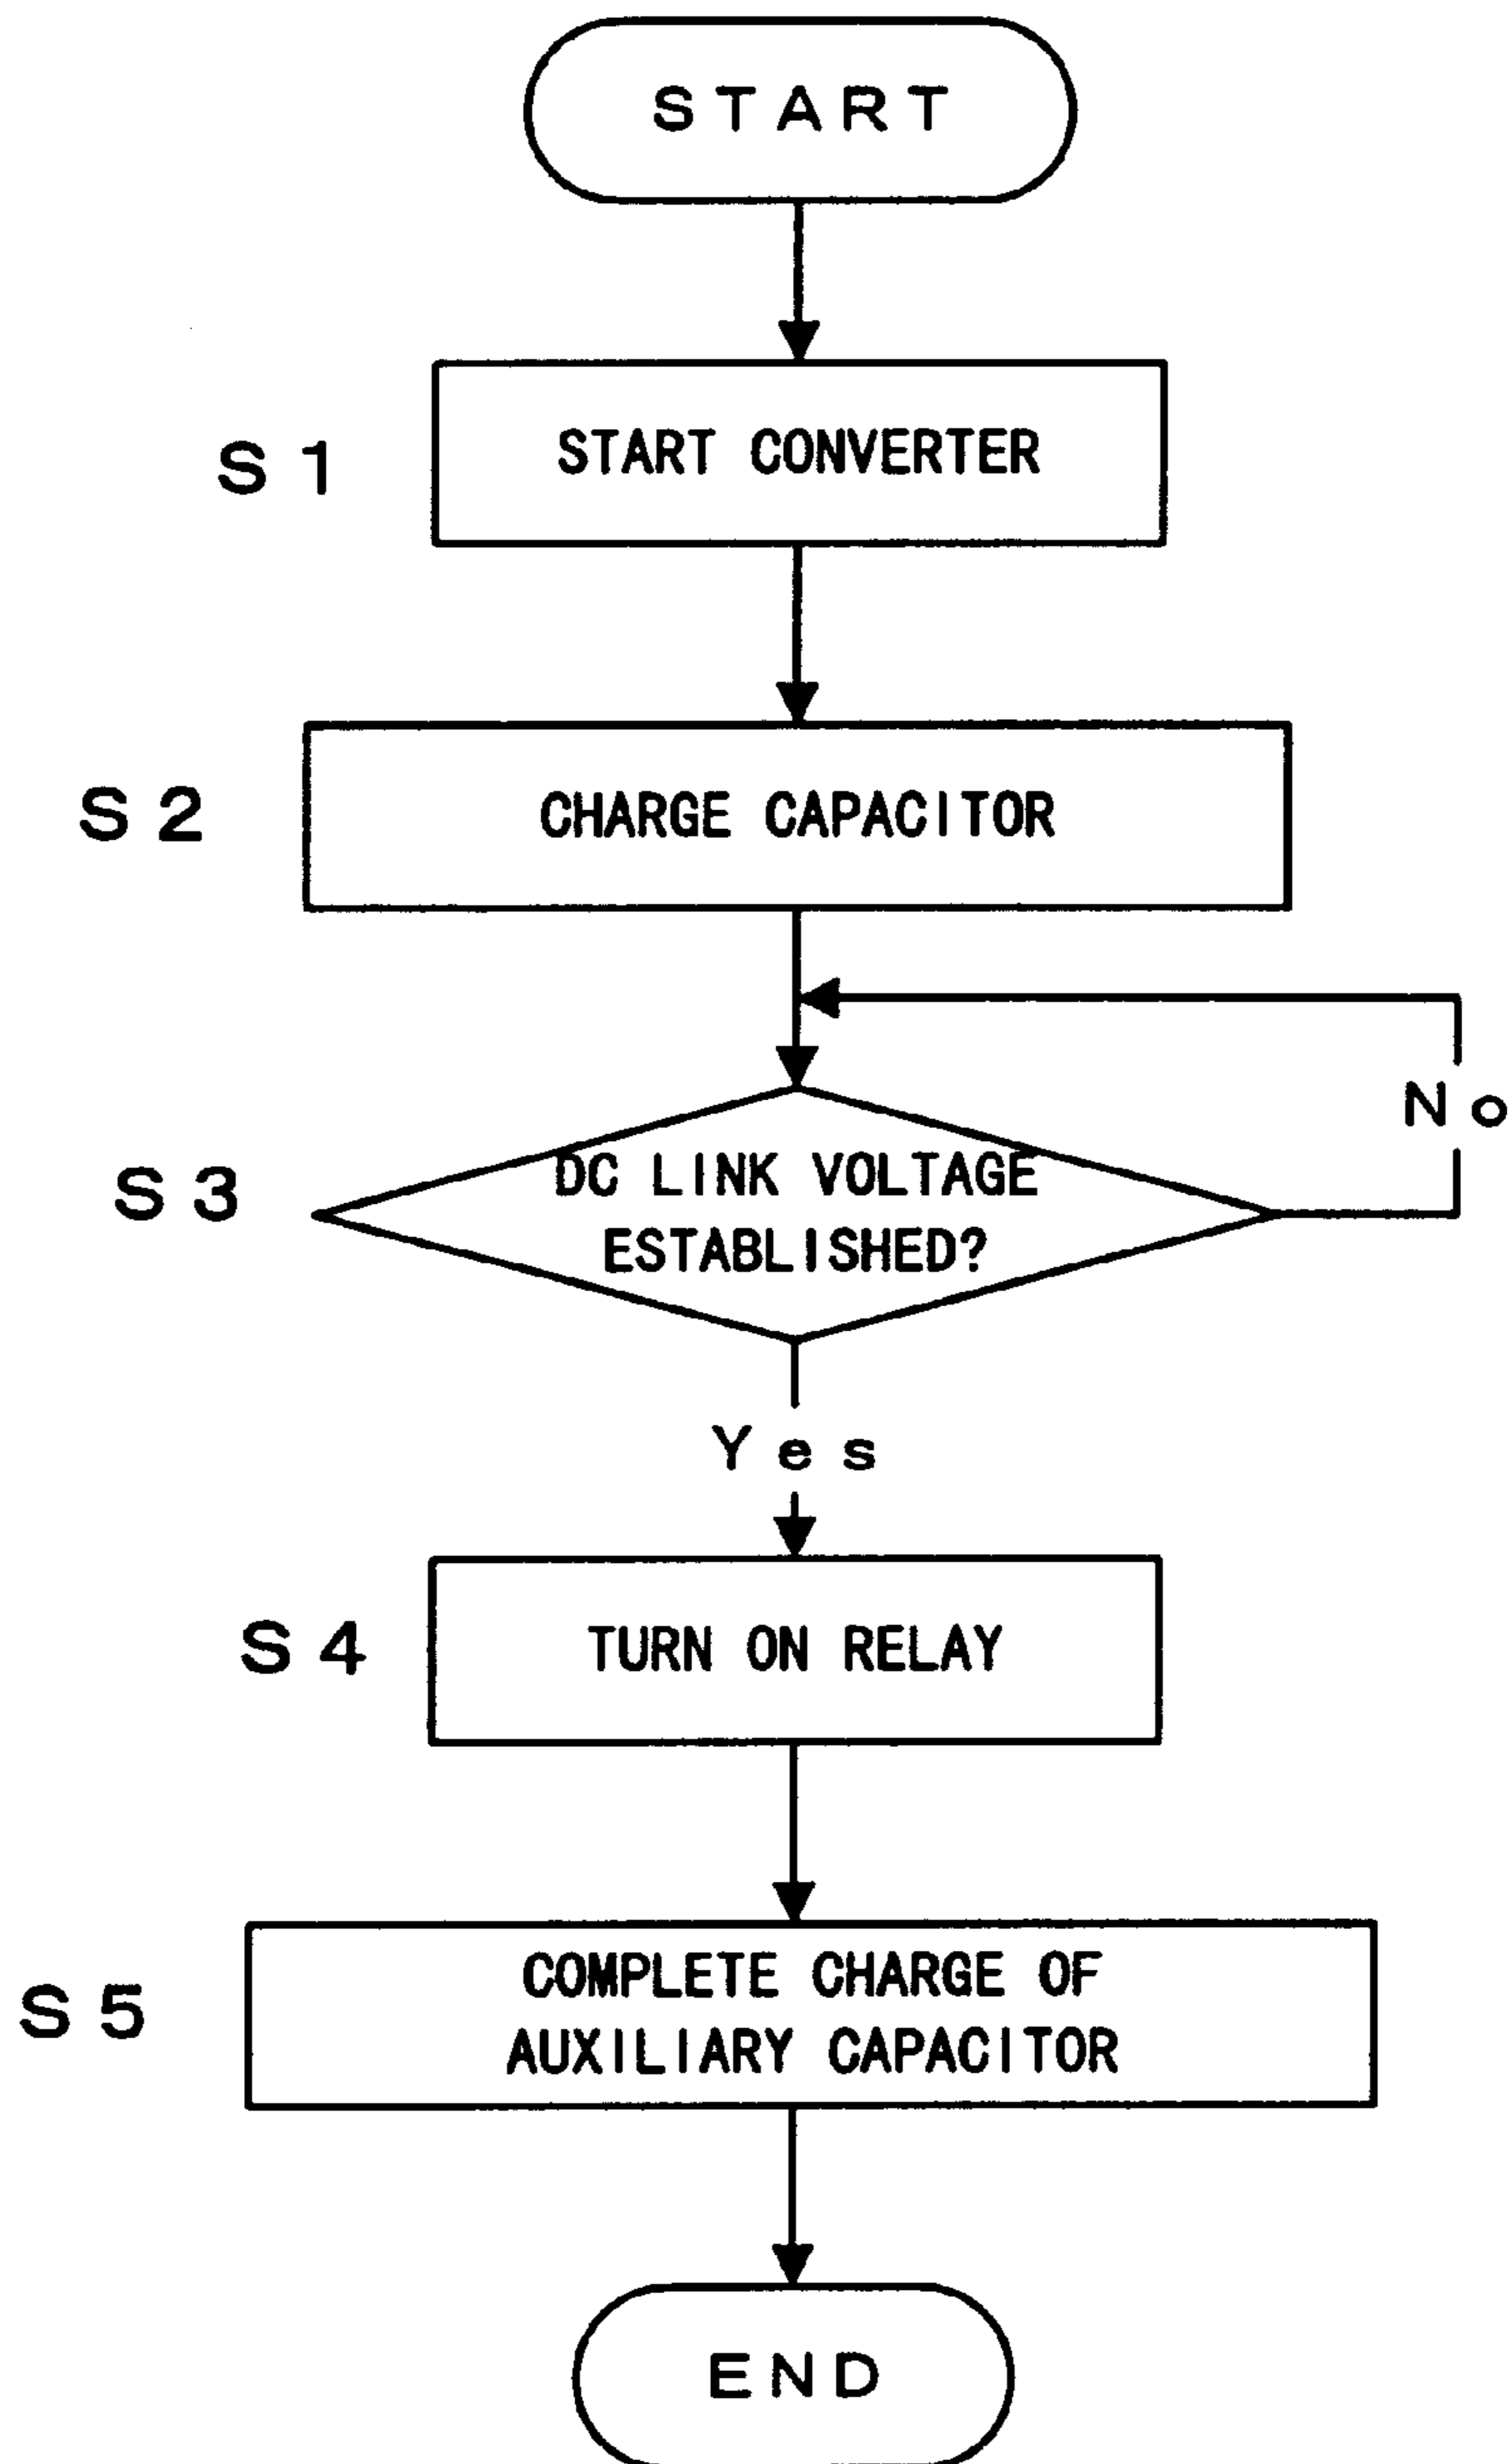 START
S1
START CONVERTER
S2
CHARGE CAPACITOR
No
S3
DC LINK VOLTAGE
ESTABLISHED?
Yes
S4
TURN ON RELAY
S5
COMPLETE CHARGE OF
AUXILIARY CAPACITOR
END